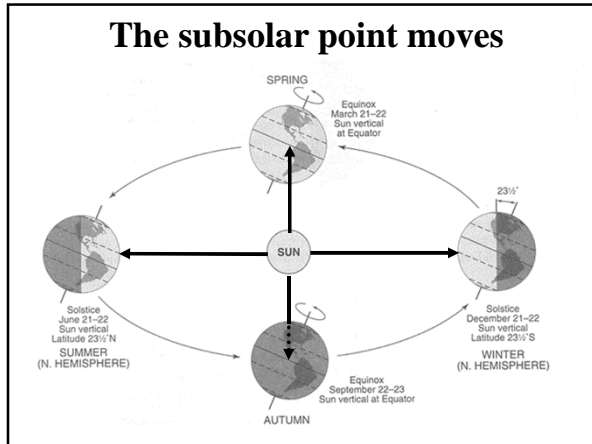 The subsolar point moves
SPRING
Equinox
March 21–22
Sun vertical
at Equator
23½°
SUN
Solstice
June 21–22
Sun vertical
Latitude 23½°N
SUMMER
(N. HEMISPHERE)
Solstice
December 21–22
Sun vertical
Latitude 23½°S
WINTER
(N. HEMISPHERE)
Equinox
September 22–23
Sun vertical at Equator
AUTUMN